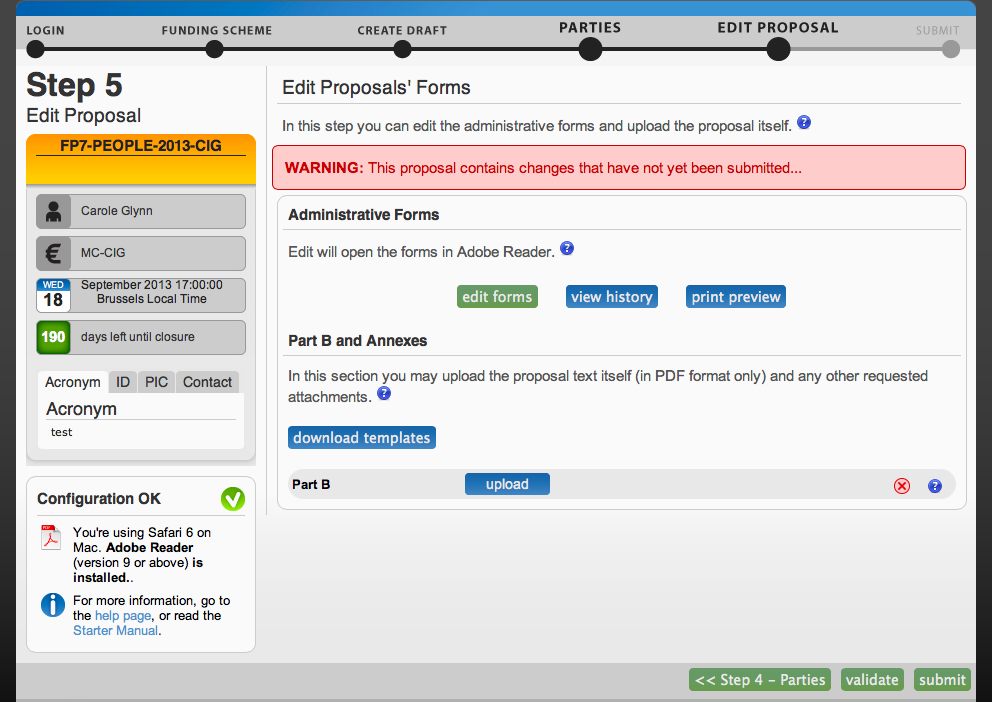 LOGIN
FUNDING SCHEME
CREATE DRAFT
PARTIES
EDIT PROPOSAL
SUBMIT
Step 5
Edit Proposal
FP7-PEOPLE-2013-CIG
Carole Glynn
€
MC-CIG
WED
18
September 2013 17:00:00
Brussels Local Time
190
days left until closure
Acronym
ID
PIC
Contact
Acronym
test
Configuration OK
PDF
You're using Safari 6 on
Mac. Adobe Reader
(version 9 or above) is
installed..
i
For more information, go to
the help page, or read the
Starter Manual.
Edit Proposals' Forms
In this step you can edit the administrative forms and upload the proposal itself. ?
WARNING: This proposal contains changes that have not yet been submitted...
Administrative Forms
Edit will open the forms in Adobe Reader. ?
edit forms
view history
print preview
Part B and Annexes
In this section you may upload the proposal text itself (in PDF format only) and any other requested
attachments. ?
download templates
Part B
upload
?
<< Step 4 – Parties
validate
submit